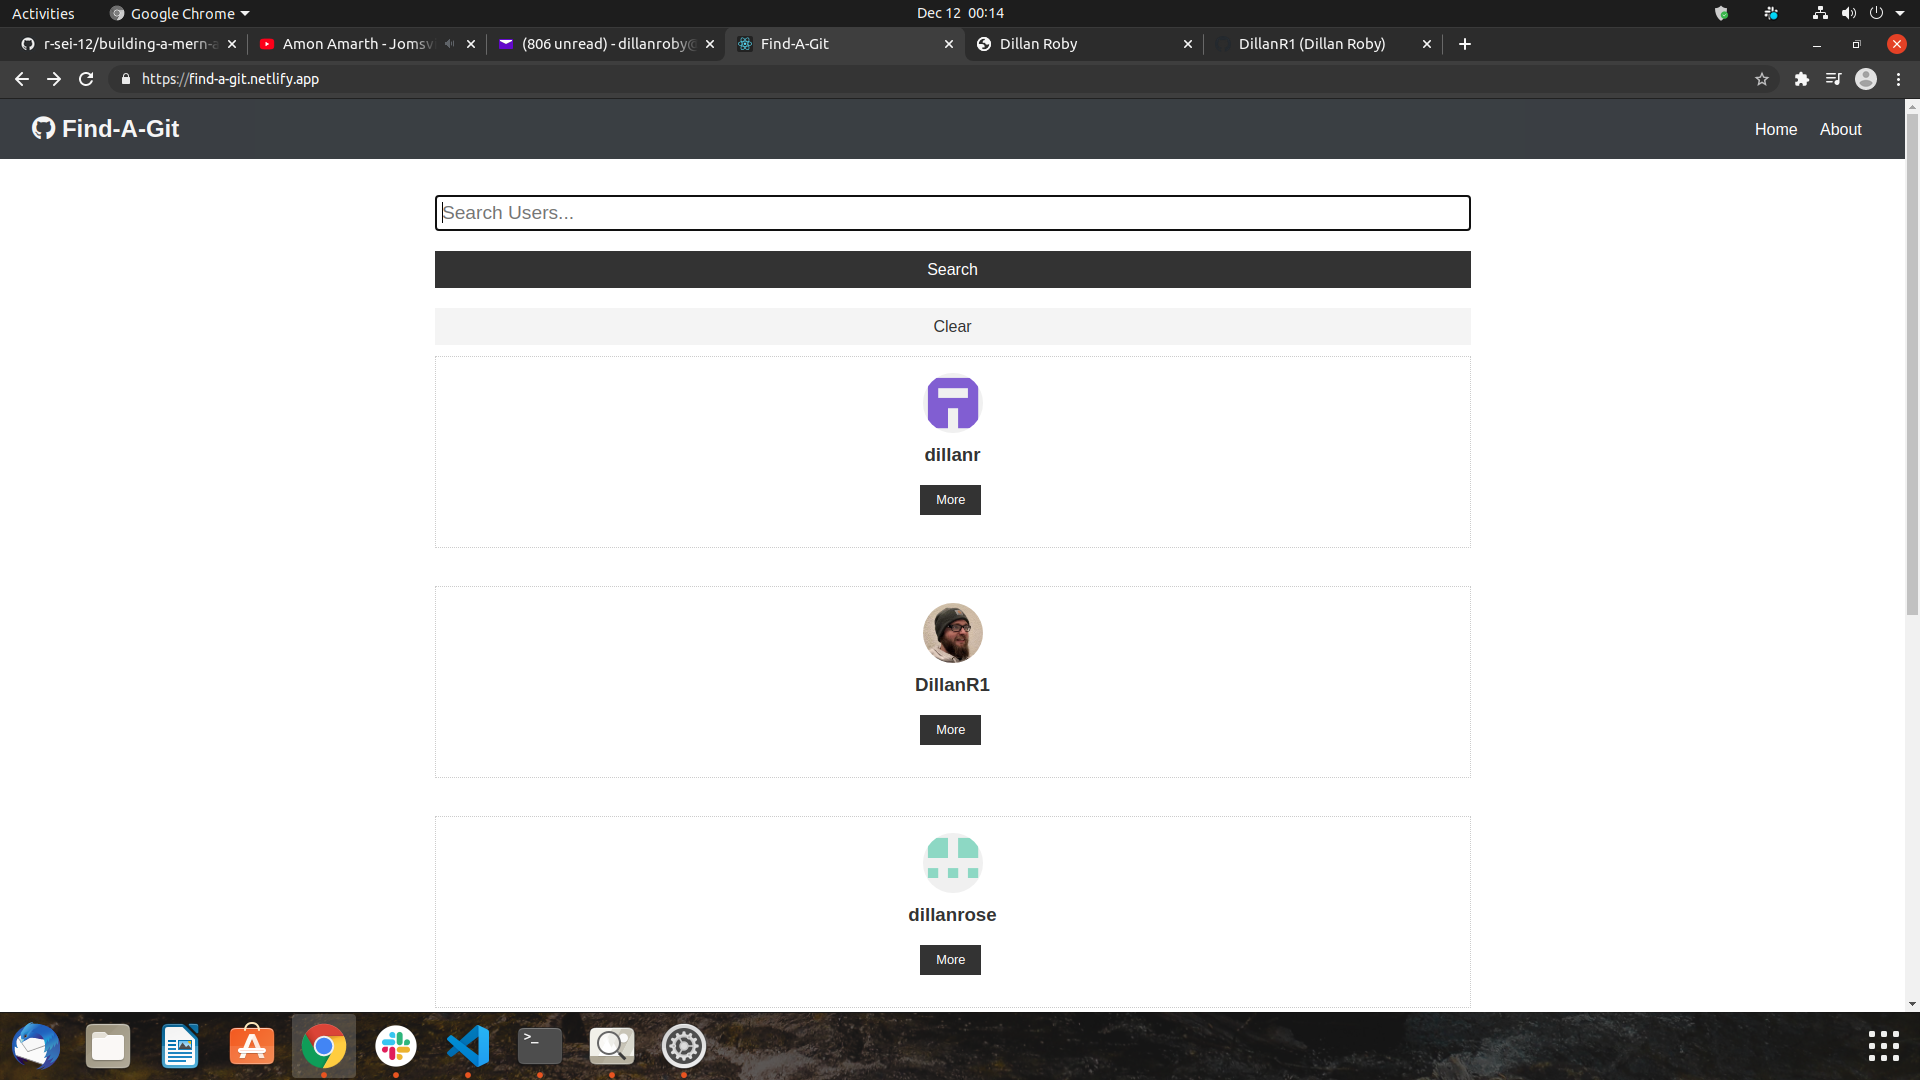 Activities
Google Chrome
Dec 12 00:14
r-sei-12/building-a-mern-a
Amon Amarth - Jomsv
(806 unread) - dillanroby@
Find-A-Git
Dillan Roby
DillanR1 (Dillan Roby)
https://find-a-git.netlify.app
Find-A-Git
Home
About
Search Users...
Search
Clear
dillanr
More
DillanR1
More
dillanrose
More